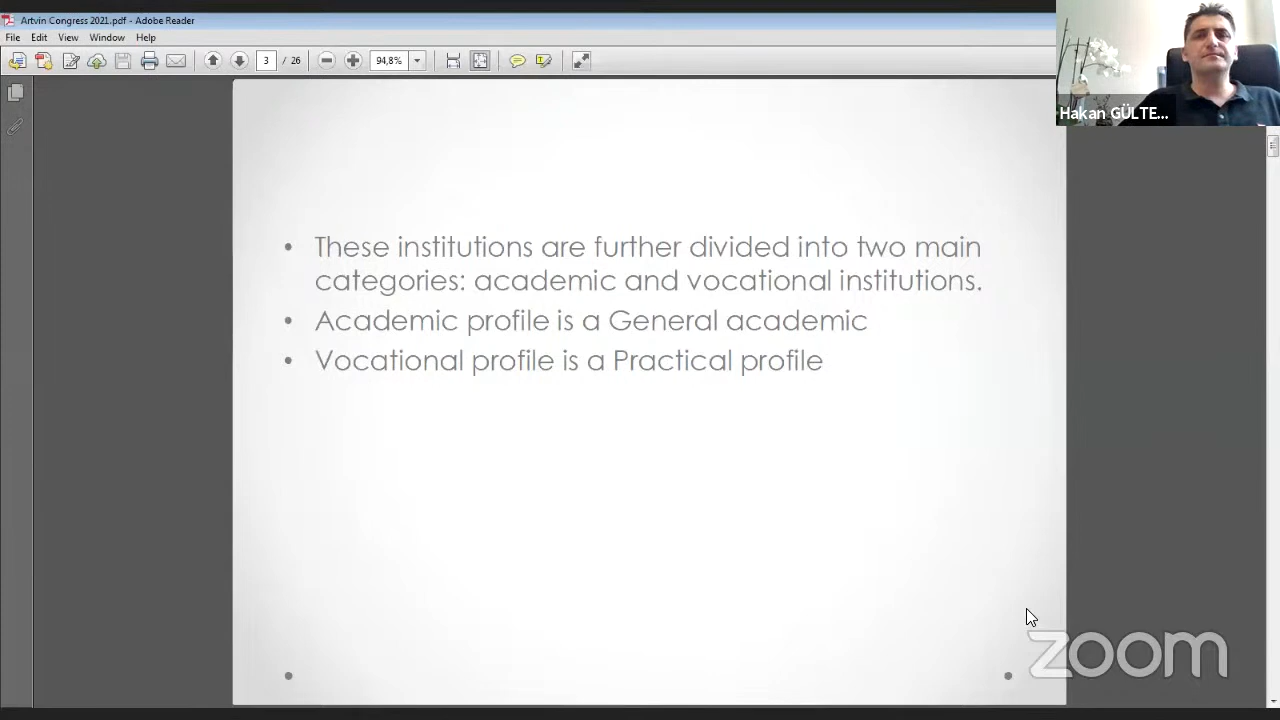 Artvin Congress 2021.pdf - Adobe Reader
File Edit View Window Help
3 / 26 94,8%
Hakan GÜLTE...
• These institutions are further divided into two main
categories: academic and vocational institutions.
• Academic profile is a General academic
• Vocational profile is a Practical profile
zoom